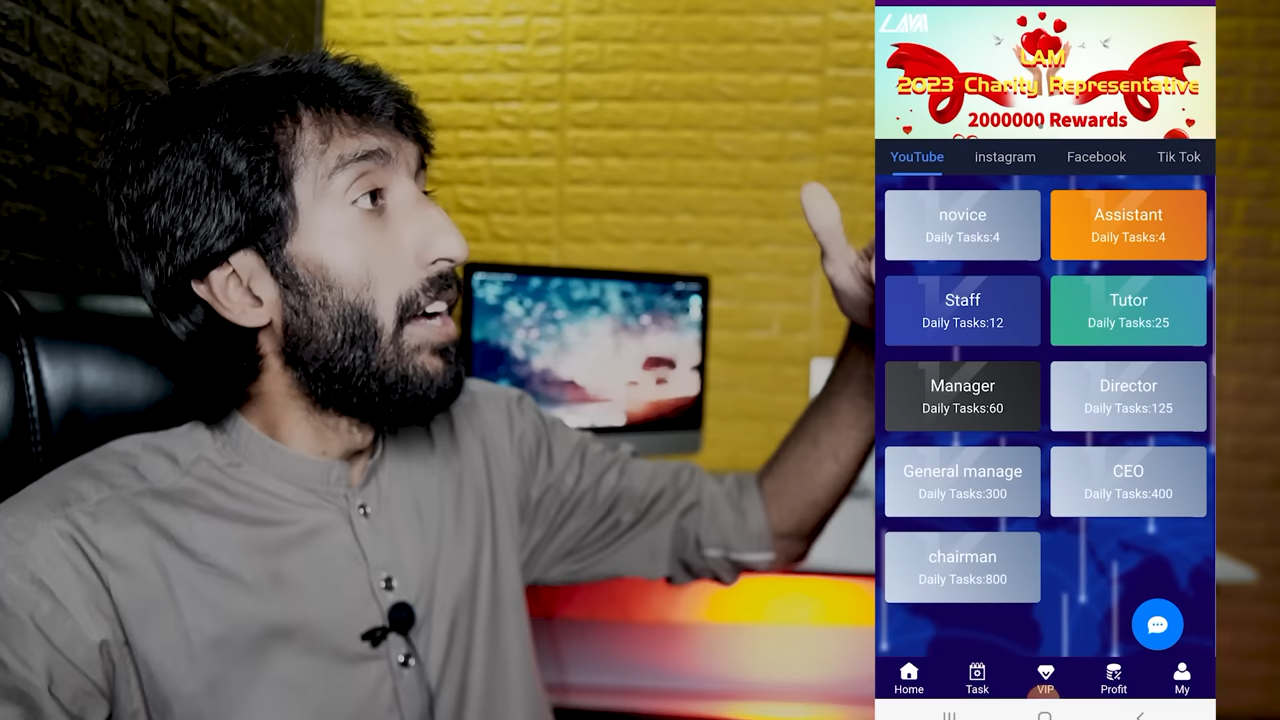 LAM
LAM
2023 Charity Representative
2000000 Rewards
YouTube
instagram
Facebook
Tik Tok
novice
Daily Tasks:4
Assistant
Daily Tasks:4
Staff
Daily Tasks:12
Tutor
Daily Tasks:25
Manager
Daily Tasks:60
Director
Daily Tasks:125
General manage
Daily Tasks:300
CEO
Daily Tasks:400
chairman
Daily Tasks:800
Home
Task
VIP
Profit
My